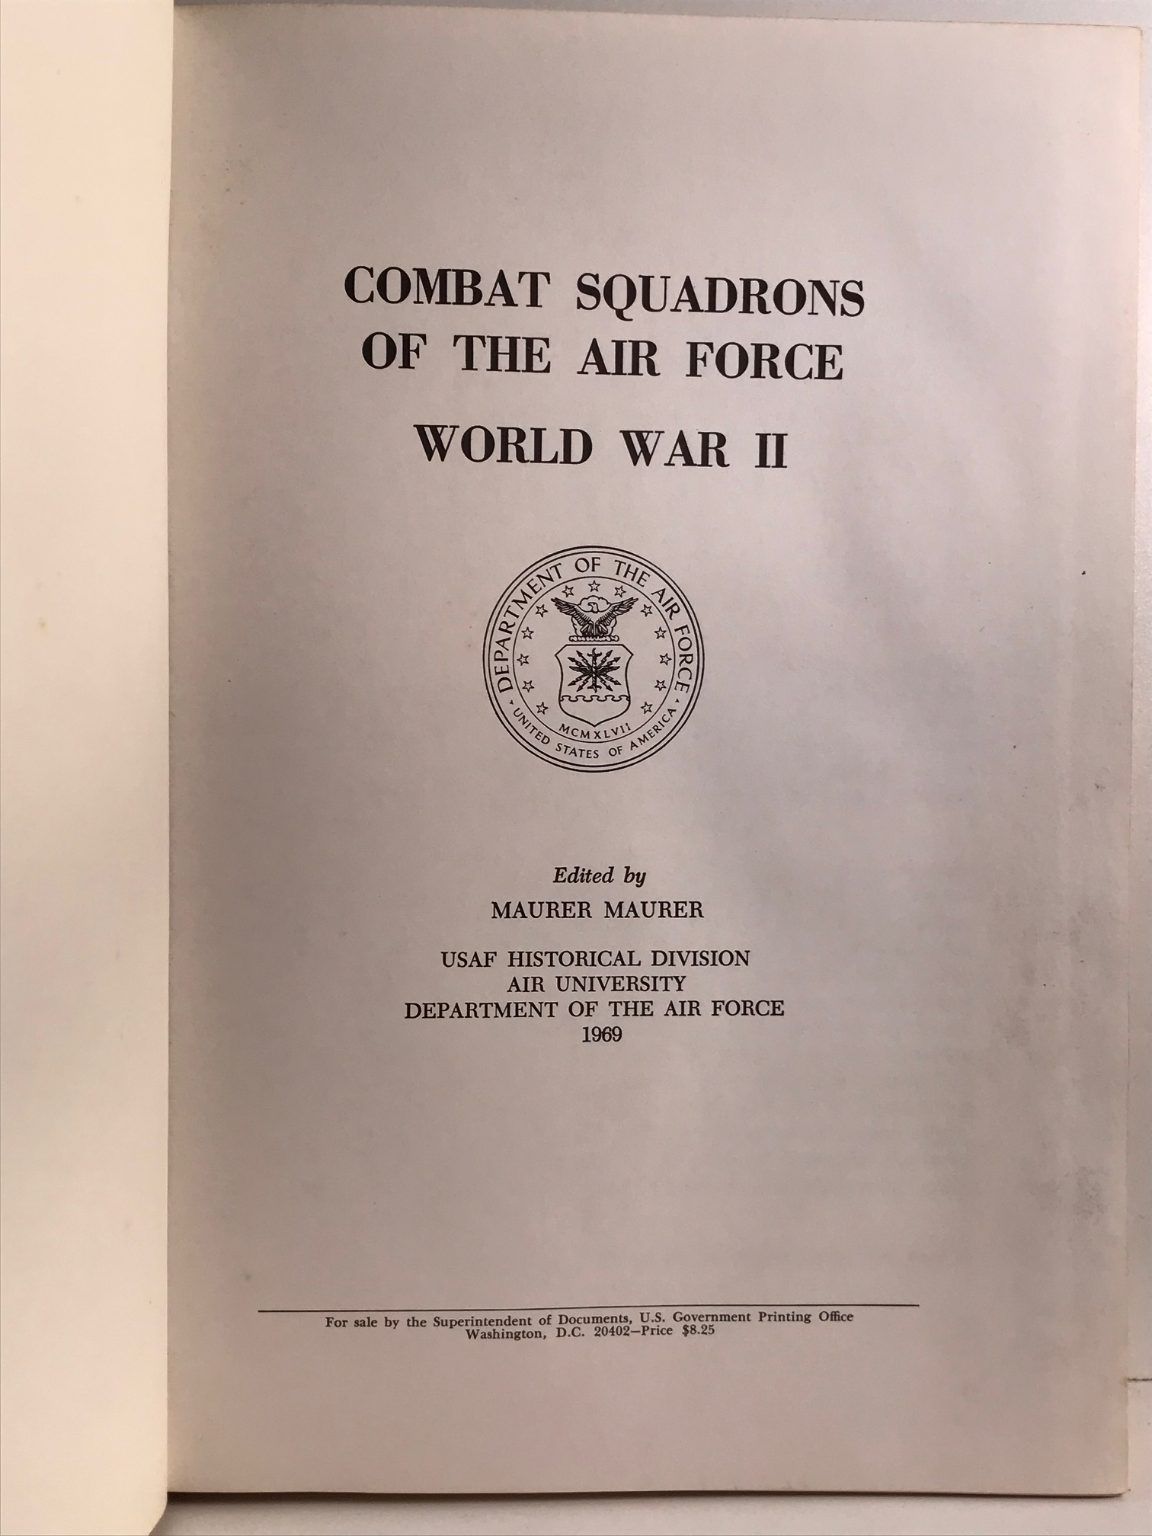 COMBAT SQUADRONS
OF THE AIR FORCE
WORLD WAR II
DEPARTMENT OF THE AIR FORCE
MCMXLVII
UNITED STATES OF AMERICA
Edited by
MAURER MAURER
USAF HISTORICAL DIVISION
AIR UNIVERSITY
DEPARTMENT OF THE AIR FORCE
1969
For sale by the Superintendent of Documents, U.S. Government Printing Office
Washington, D.C. 20402—Price $8.25